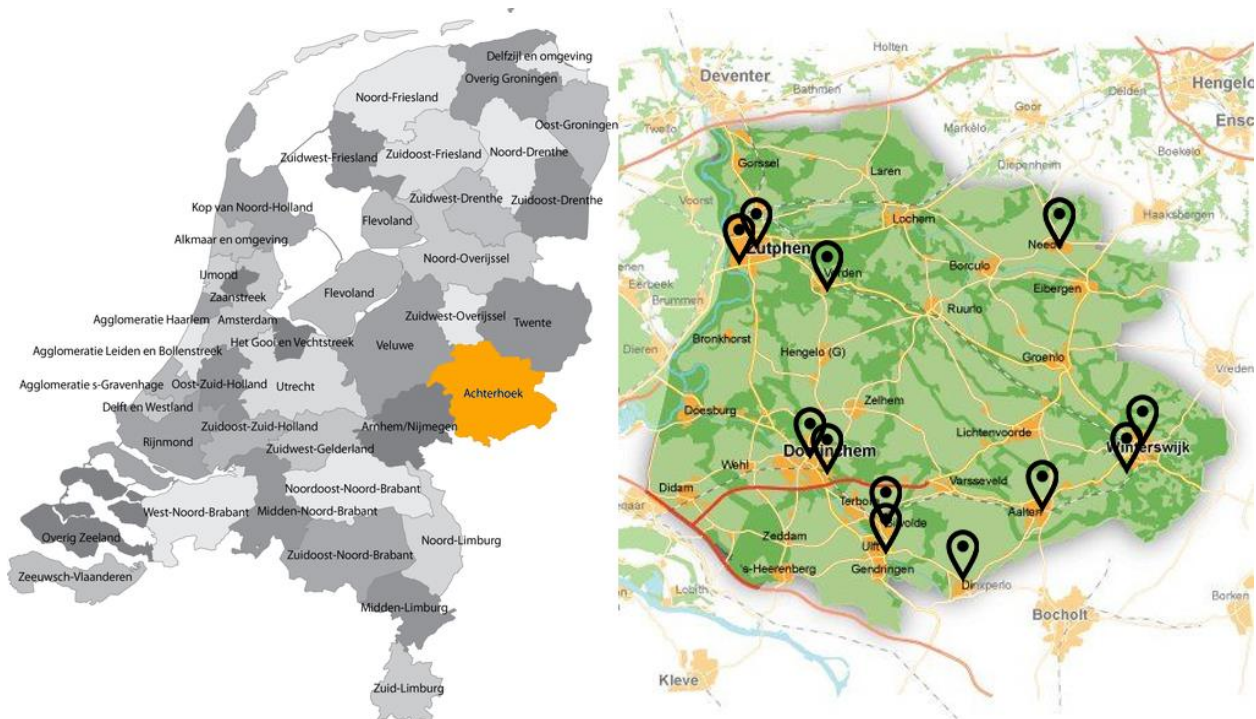 Delfzijl en omgeving
Overig Groningen
Noord-Friesland
Oost-Groningen
Zuidwest-Friesland
Zuidoost-Friesland
Noord-Drenthe
Zuidwest-Drenthe
Zuidoost-Drenthe
Kop van Noord-Holland
Flevoland
Alkmaar en omgeving
Noord-Overijssel
IJmond
Zaanstreek
Flevoland
Agglomeratie Haarlem
Amsterdam
Zuidwest-Overijssel
Twente
Het Gooi en Vechtstreek
Veluwe
Agglomeratie Leiden en Bollenstreek
Agglomeratie s-Gravenhage
Oost-Zuid-Holland
Utrecht
Achterhoek
Delft en Westland
Zuidoost-Zuid-Holland
Arnhem/Nijmegen
Rijnmond
Zuidwest-Gelderland
Noordoost-Noord-Brabant
West-Noord-Brabant
Midden-Noord-Brabant
Overig Zeeland
Noord-Limburg
Zuidoost-Noord-Brabant
Zeeuwsch-Vlaanderen
Midden-Limburg
Zuid-Limburg
Holten
Deventer
Hengelo
Bathmen
Delden
Goor
Twello
Markelo
Ensc
Boekelo
Gorssel
Diepenheim
Laren
Voorst
Lochem
Haaksbergen
Zutphen
Neede
Vorden
Borculo
Eerbeek
Eibergen
Brummen
Ruurlo
Bronkhorst
Dieren
Hengelo (G)
Groenlo
Vreden
Zelhem
Doesburg
Lichtenvoorde
Winterswijk
Wehl
Varsseveld
Didam
Aalten
Zeddam
Ulft
's-Heerenberg
Gendringen
Lobith
Borken
Bocholt
Kleve